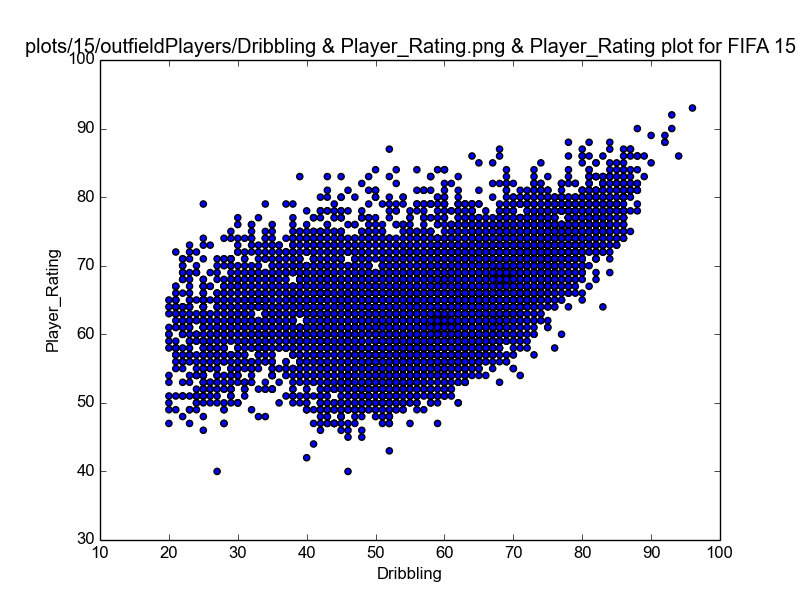 plots/15/outfieldPlayers/Dribbling & Player_Rating.png & Player_Rating plot for FIFA 15
100
90
80
70
60
50
40
30
Player_Rating
10 20 30 40 50 60 70 80 90 100
Dribbling